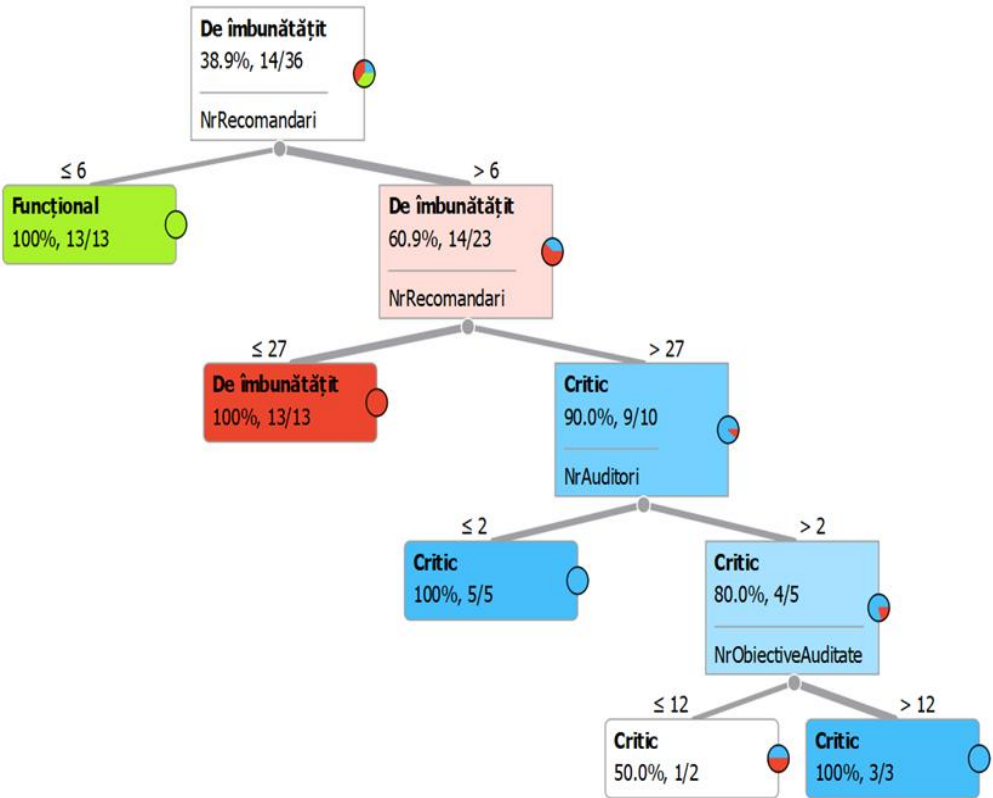 De îmbunătățit
38.9%, 14/36
NrRecomandari
≤ 6
> 6
Funcțional
100%, 13/13
De îmbunătățit
60.9%, 14/23
NrRecomandari
≤ 27
> 27
De îmbunătățit
100%, 13/13
Critic
90.0%, 9/10
NrAuditori
≤ 2
> 2
Critic
100%, 5/5
Critic
80.0%, 4/5
NrObiectiveAuditate
≤ 12
> 12
Critic
50.0%, 1/2
Critic
100%, 3/3